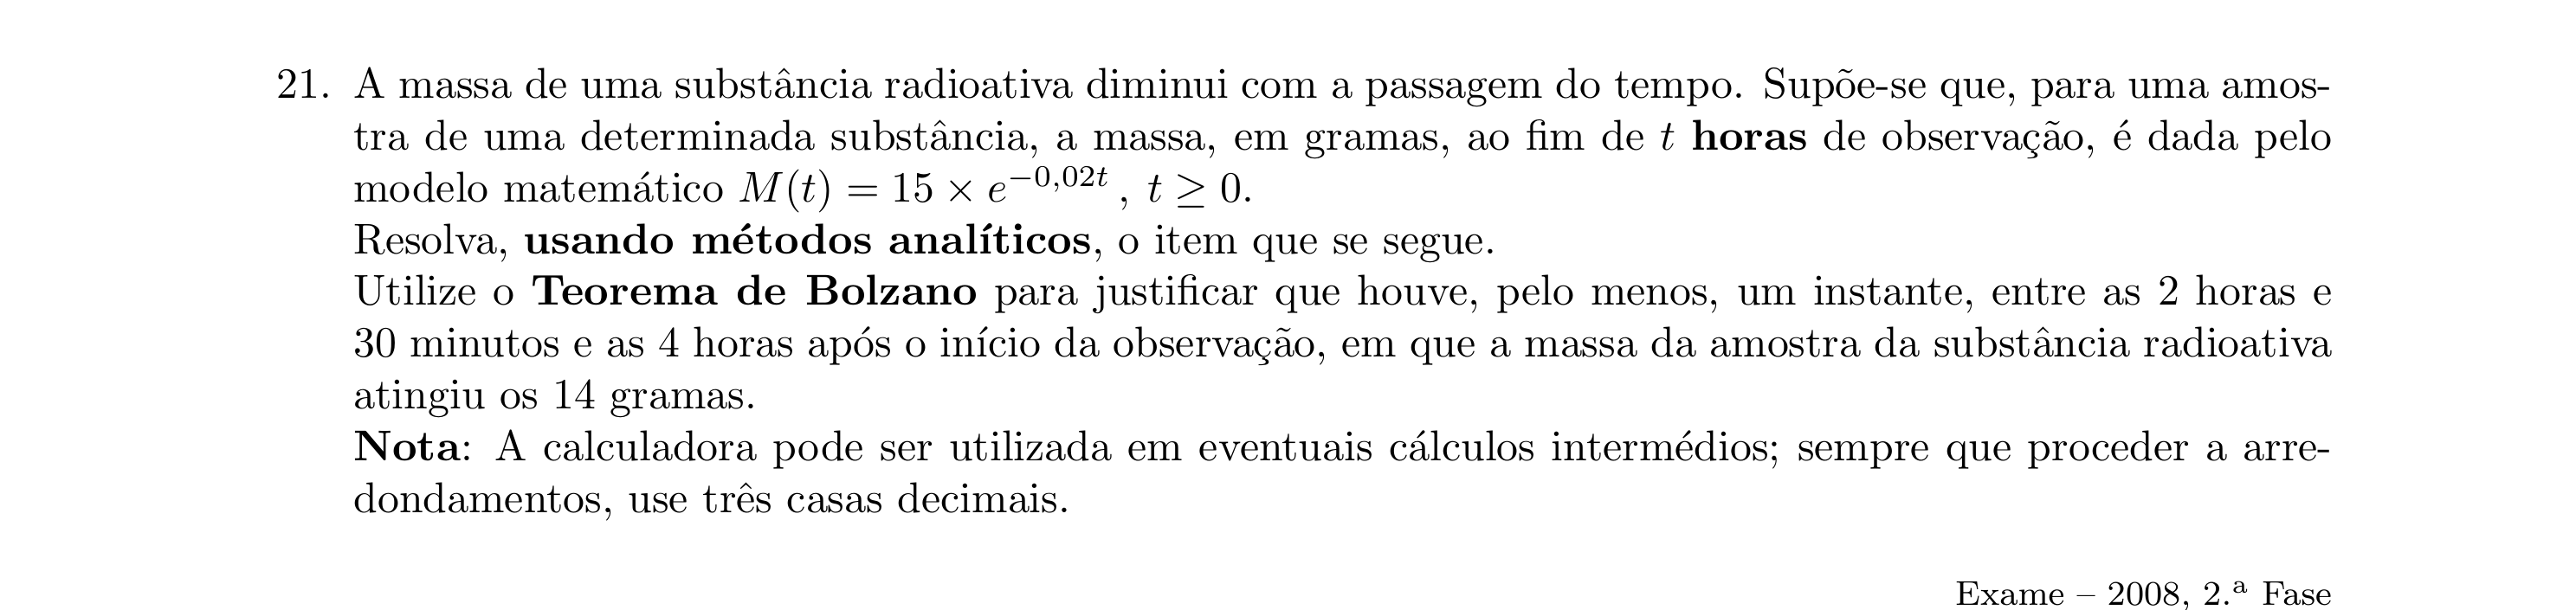 21. A massa de uma substância radioativa diminui com a passagem do tempo. Supõe-se que, para uma amos-
tra de uma determinada substância, a massa, em gramas, ao fim de t horas de observação, é dada pelo
modelo matemático M(t) = 15 × e^{−0,02t} , t ≥ 0.
Resolva, usando métodos analíticos, o item que se segue.
Utilize o Teorema de Bolzano para justificar que houve, pelo menos, um instante, entre as 2 horas e
30 minutos e as 4 horas após o início da observação, em que a massa da amostra da substância radioativa
atingiu os 14 gramas.
Nota: A calculadora pode ser utilizada em eventuais cálculos intermédios; sempre que proceder a arre-
dondamentos, use três casas decimais.
Exame – 2008, 2.ª Fase